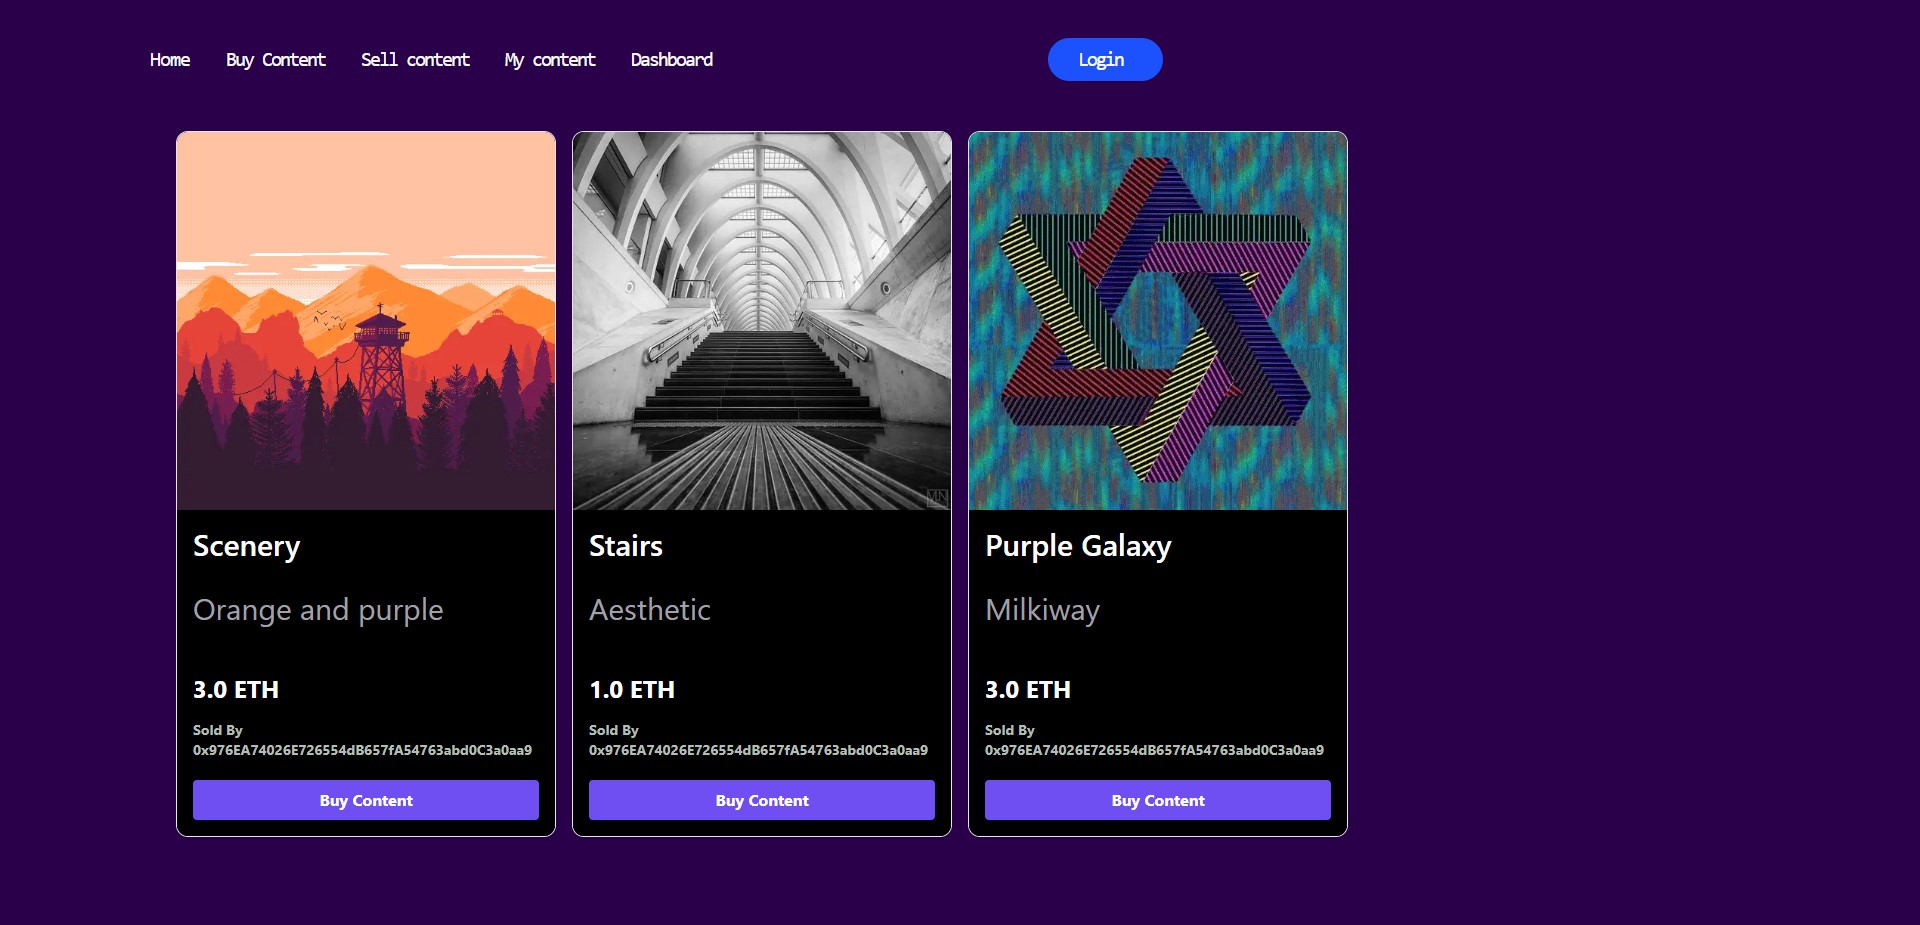 Home Buy Content Sell content My content Dashboard Login
MN
Scenery
Orange and purple
3.0 ETH
Sold By
0x976EA74026E726554dB657fA54763abd0C3a0aa9
Buy Content
Stairs
Aesthetic
1.0 ETH
Sold By
0x976EA74026E726554dB657fA54763abd0C3a0aa9
Buy Content
Purple Galaxy
Milkiway
3.0 ETH
Sold By
0x976EA74026E726554dB657fA54763abd0C3a0aa9
Buy Content